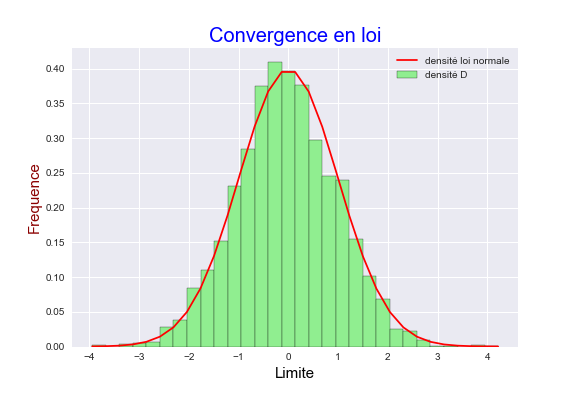 Convergence en loi
densité loi normale
densité D
Frequence
0.40
0.35
0.30
0.25
0.20
0.15
0.10
0.05
0.00
−4 −3 −2 −1 0 1 2 3 4
Limite